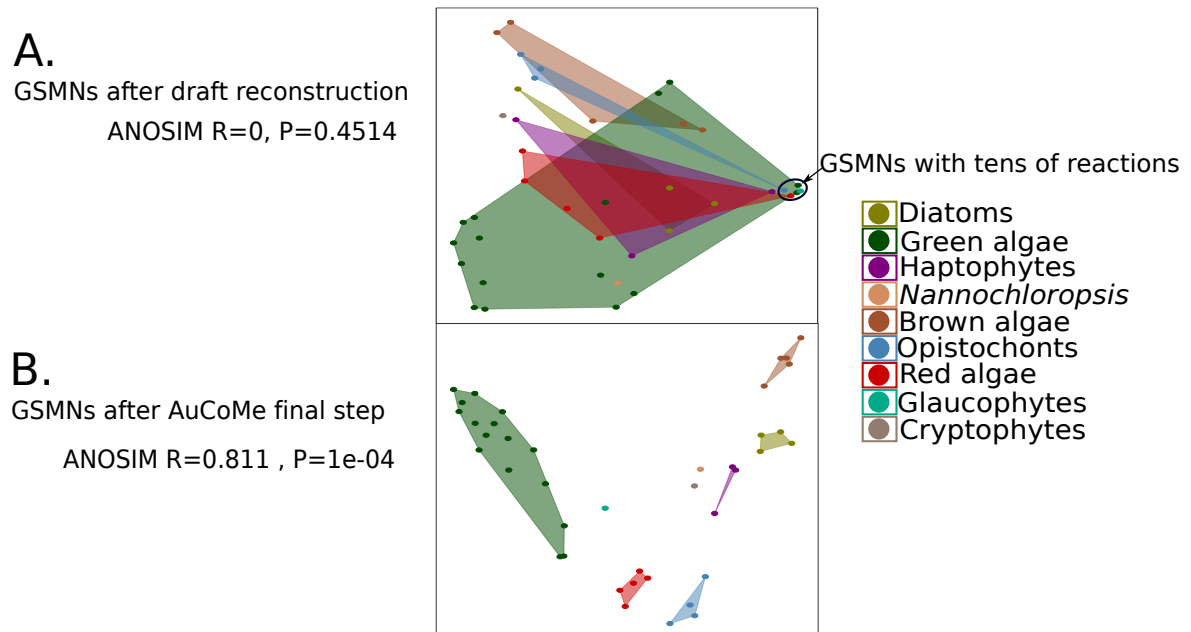 A.
GSMNs after draft reconstruction
ANOSIM R=0, P=0.4514
GSMNs with tens of reactions
Diatoms
Green algae
Haptophytes
Nannochloropsis
Brown algae
Opistochonts
Red algae
Glaucophytes
Cryptophytes
B.
GSMNs after AuCoMe final step
ANOSIM R=0.811 , P=1e-04